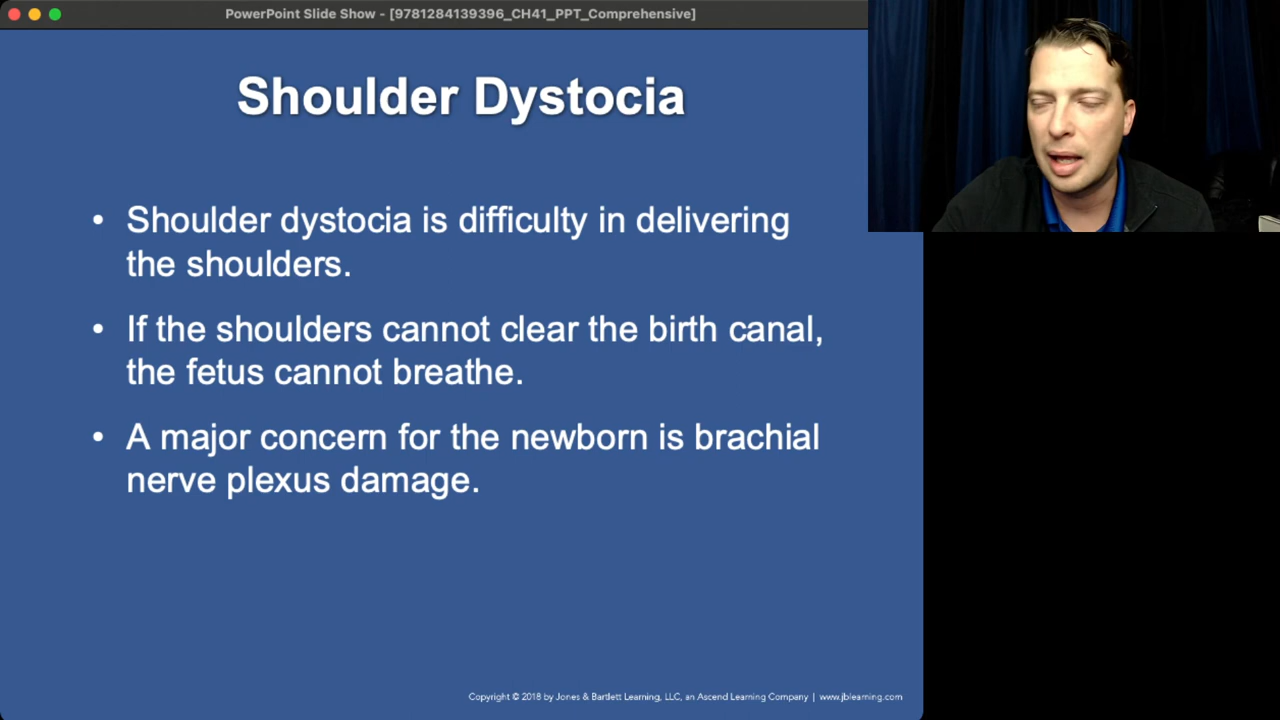 PowerPoint Slide Show - [9781284139396_CH41_PPT_Comprehensive]
Shoulder Dystocia
• Shoulder dystocia is difficulty in delivering
the shoulders.
• If the shoulders cannot clear the birth canal,
the fetus cannot breathe.
• A major concern for the newborn is brachial
nerve plexus damage.
Copyright © 2018 by Jones & Bartlett Learning, LLC, an Ascend Learning Company | www.jblearning.com